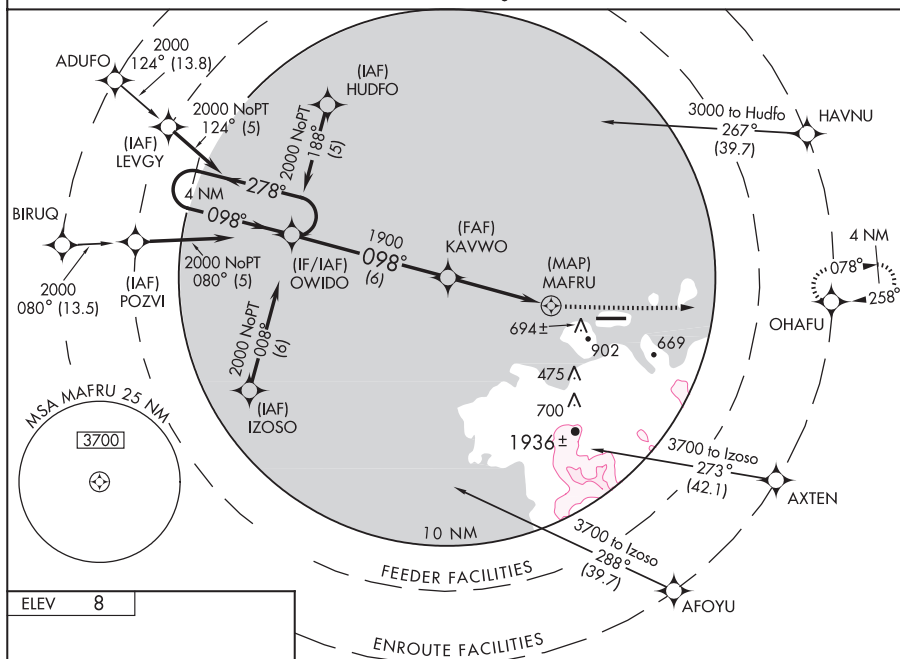 ADUFO
2000
124° (13.8)
(IAF)
HUDFO
2000 NoPT
124° (5)
2000 NoPT
188°
(5)
3000 to Hudfo
267°
(39.7)
HAVNU
(IAF)
LEVGY
4 NM
278°
098°
BIRUQ
2000
080° (13.5)
(IAF)
POZVI
2000 NoPT
080° (5)
(IF/IAF)
OWIDO
1900
098°
(6)
(FAF)
KAVWO
(MAP)
MAFRU
4 NM
078°
258°
OHAFU
2000 NoPT
008°
(6)
(IAF)
IZOSO
694±
902
669
475
700
1936±
MSA MAFRU 25 NM
3700
3700 to Izoso
273°
(42.1)
AXTEN
3700 to Izoso
288°
(39.7)
AFOYU
10 NM
FEEDER FACILITIES
ENROUTE FACILITIES
ELEV 8